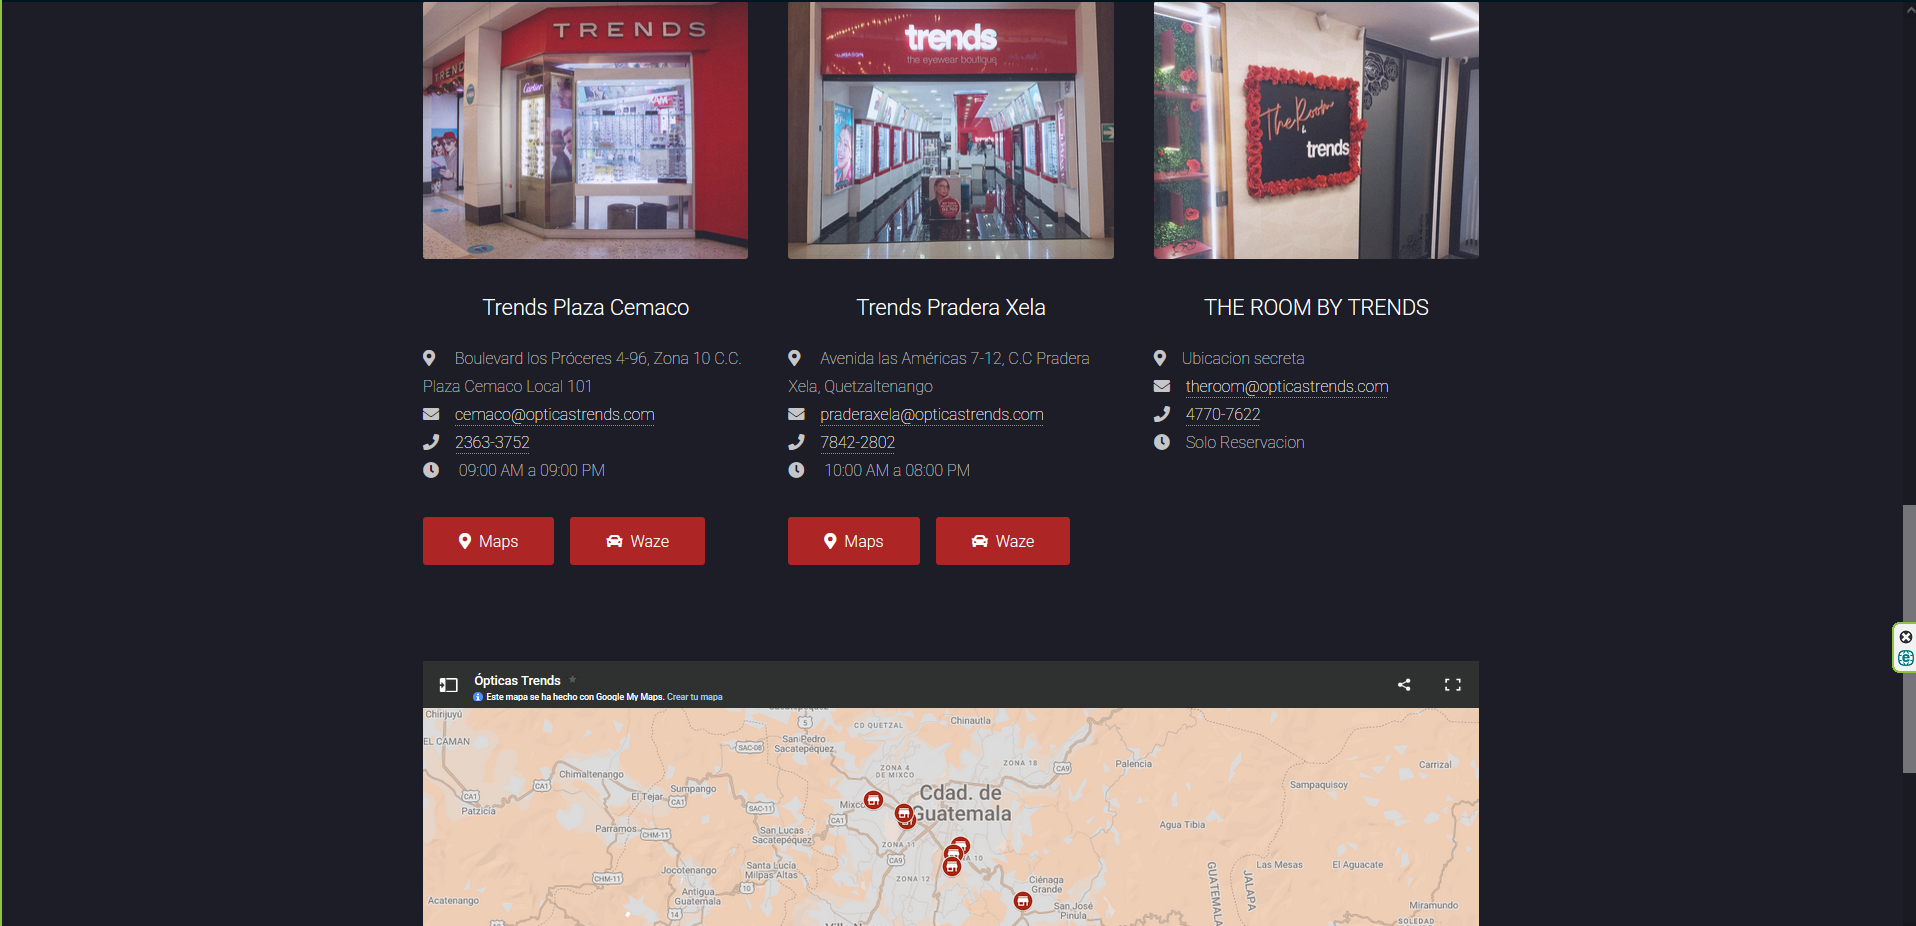 TRENDS
TREND
Cartier
trends
the eyewear boutique
The Room
by
trends
Trends Plaza Cemaco
Boulevard los Próceres 4-96, Zona 10 C.C.
Plaza Cemaco Local 101
cemaco@opticastrends.com
2363-3752
09:00 AM a 09:00 PM
Maps
Waze
Trends Pradera Xela
Avenida las Américas 7-12, C.C Pradera
Xela, Quetzaltenango
praderaxela@opticastrends.com
7842-2802
10:00 AM a 08:00 PM
Maps
Waze
THE ROOM BY TRENDS
Ubicacion secreta
theroom@opticastrends.com
4770-7622
Solo Reservacion
Ópticas Trends
Este mapa se ha hecho con Google My Maps. Crear tu mapa
Chirijuyú
5
CD QUETZAL
Chinautla
EL CAMAN
SAC-08
San Pedro
Sacatepéquez
ZONA 4
DE MIXCO
ZONA 18
CA9
Palencia
Carrizal
Chimaltenango
CA1
Sumpango
Sampaquisoy
CA1
El Tejar
CA1
Patzicía
SAC-11
Mixco
Cdad. de
Guatemala
CA1
Parramos
CHM-11
San Lucas
Sacatepéquez
Agua Tibia
ZONA 11
CA9
NA 10
Jocotenango
Santa Lucía
Milpas Altas
Las Mesas
El Aguacate
CHM-11
10
ZONA 12
Ciénaga
Grande
Acatenango
Antigua
Guatemala
14
San José
Pinula
GUATEMALA
JALAPA
Miramundo
SOLEDAD